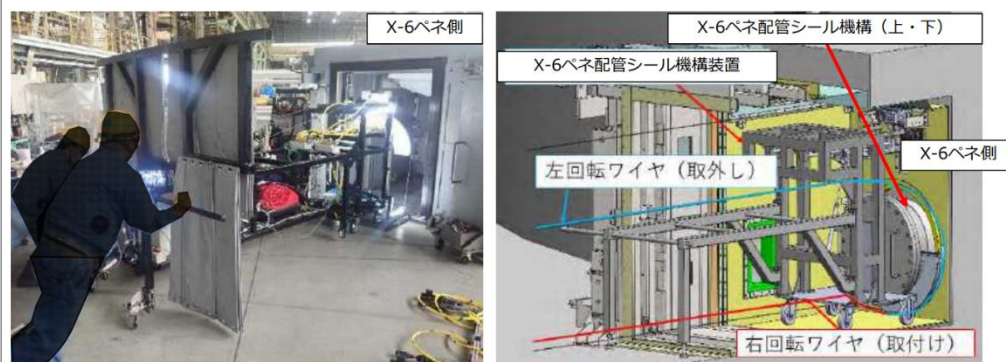 X-6ペネ側
X-6ペネ配管シール機構（上・下）
X-6ペネ配管シール機構装置
X-6ペネ側
左回転ワイヤ（取外し）
右回転ワイヤ（取付け）